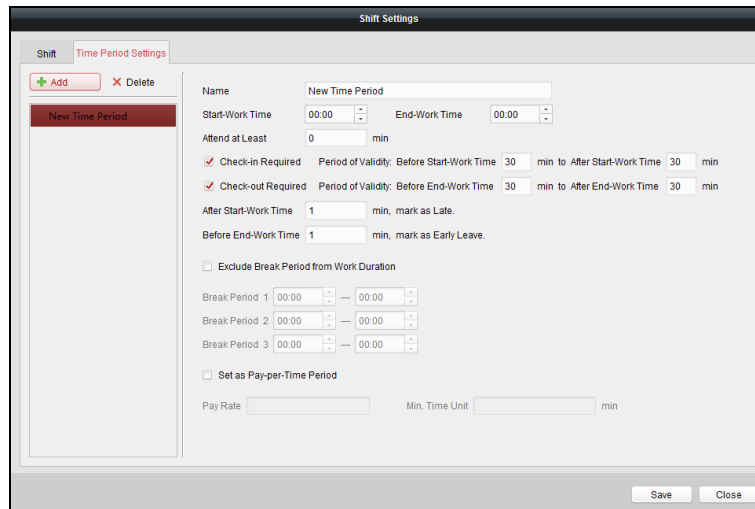 Shift Settings
Shift Time Period Settings
Add Delete
New Time Period
Name New Time Period
Start-Work Time 00:00 End-Work Time 00:00
Attend at Least 0 min
Check-in Required Period of Validity: Before Start-Work Time 30 min to After Start-Work Time 30 min
Check-out Required Period of Validity: Before End-Work Time 30 min to After End-Work Time 30 min
After Start-Work Time 1 min, mark as Late.
Before End-Work Time 1 min, mark as Early Leave.
Exclude Break Period from Work Duration
Break Period 1 00:00 — 00:00
Break Period 2 00:00 — 00:00
Break Period 3 00:00 — 00:00
Set as Pay-per-Time Period
Pay Rate Min. Time Unit min
Save Close